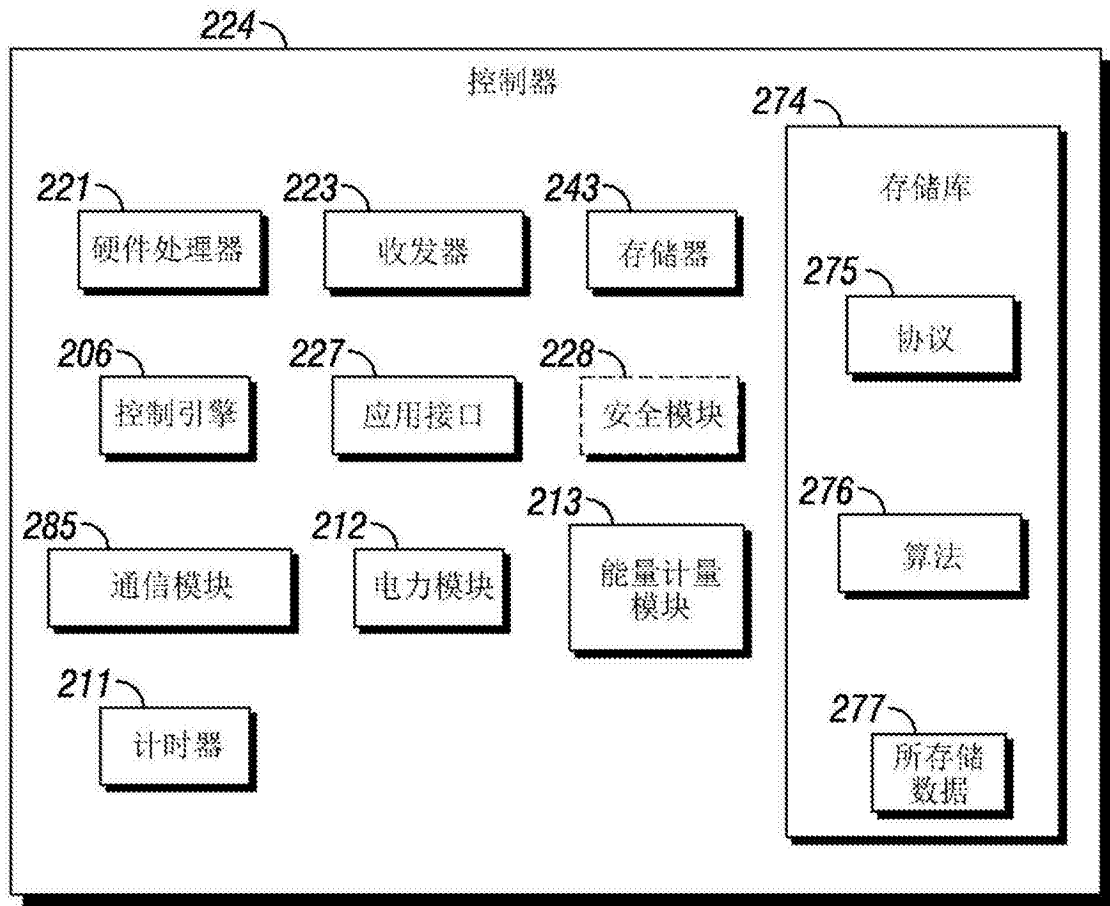 224
控制器
274
存储库
221
223
243
硬件处理器
收发器
存储器
275
协议
206
227
228
控制引擎
应用接口
安全模块
276
算法
285
212
213
通信模块
电力模块
能量计量
模块
211
计时器
277
所存储
数据